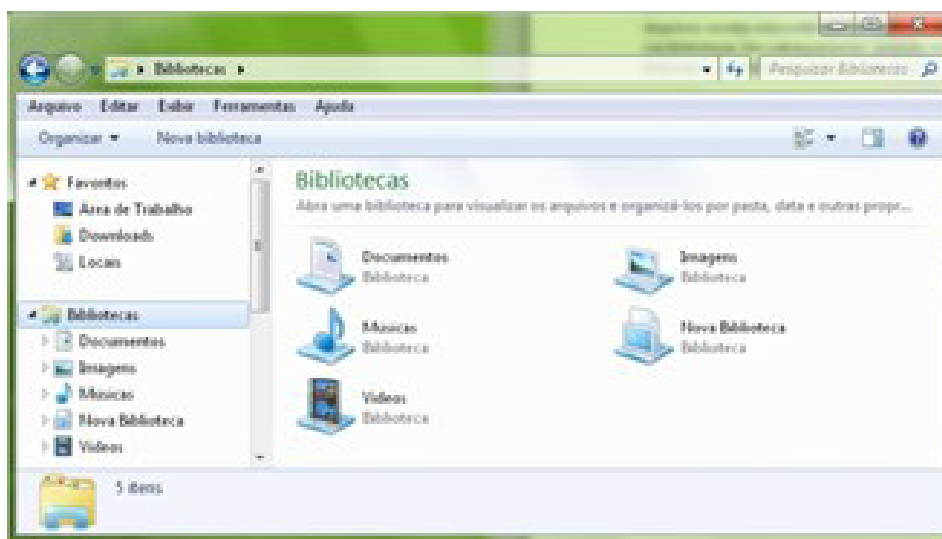 Bibliotecas
Pesquisar Bibliotecas
Arquivo Editar Exibir Ferramentas Ajuda
Organizar Nova biblioteca
Favoritos
Área de Trabalho
Downloads
Locais
Bibliotecas
Documentos
Imagens
Músicas
Nova Biblioteca
Vídeos
Bibliotecas
Abra uma biblioteca para visualizar os arquivos e organizá-los por pasta, data e outras propr...
Documentos
Biblioteca
Imagens
Biblioteca
Músicas
Biblioteca
Nova Biblioteca
Biblioteca
Vídeos
Biblioteca
5 itens